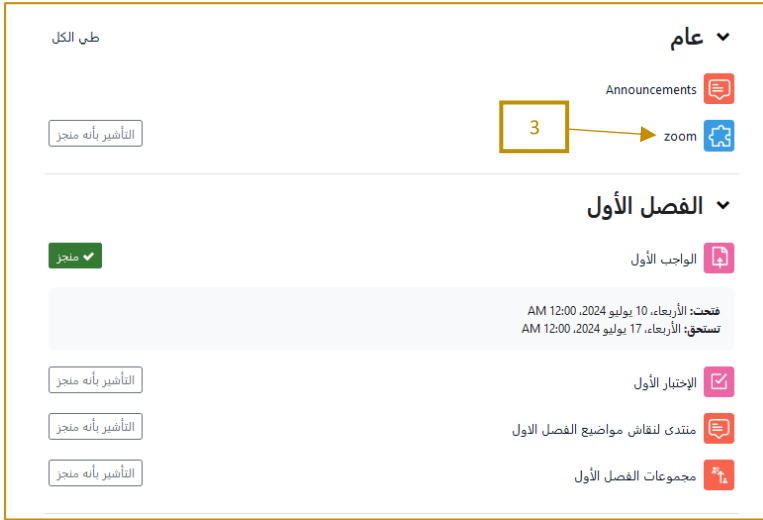 عام
طي الكل
Announcements
3
zoom
التأشير بأنه منجز
الفصل الأول
الواجب الأول
منجز
فتحت: الأربعاء، 10 يوليو 2024، 12:00 AM
تستحق: الأربعاء، 17 يوليو 2024، 12:00 AM
الإختبار الأول
التأشير بأنه منجز
منتدى لنقاش مواضيع الفصل الاول
التأشير بأنه منجز
مجموعات الفصل الأول
التأشير بأنه منجز